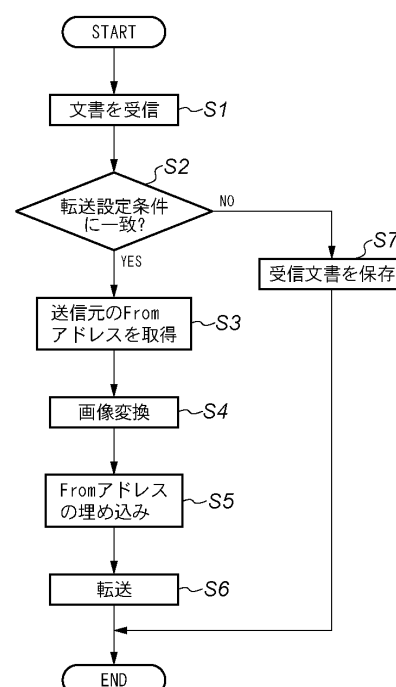 START
文書を受信
S1
S2
転送設定条件
に一致?
NO
YES
S7
受信文書を保存
送信元のFrom
アドレスを取得
S3
画像変換
S4
Fromアドレス
の埋め込み
S5
転送
S6
END